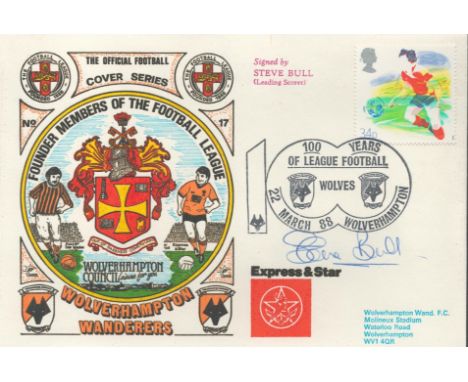 THE OFFICIAL FOOTBALL
COVER SERIES
FOUNDER MEMBERS OF THE FOOTBALL LEAGUE
No 17
WOLVERHAMPTON
COUNCIL
WOLVERHAMPTON
WANDERERS
Signed by
STEVE BULL
(Leading Scorer)
34p
100 YEARS
OF LEAGUE FOOTBALL
WOLVES
22 MARCH 88 WOLVERHAMPTON
Steve Bull
Express & Star
Wolverhampton Wand. F.C.
Molineux Stadium
Waterloo Road
Wolverhampton
WV1 4QR